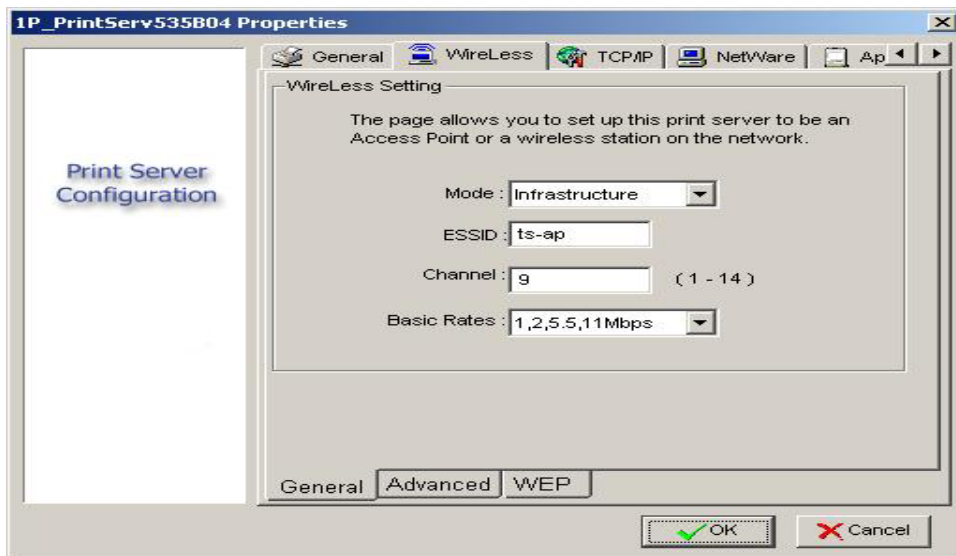 1P_PrintServ535B04 Properties
Print Server
Configuration
General WireLess TCP/IP NetWare Ap
WireLess Setting
The page allows you to set up this print server to be an
Access Point or a wireless station on the network.
Mode : Infrastructure
ESSID : ts-ap
Channel : 9 ( 1 - 14 )
Basic Rates : 1,2,5.5,11Mbps
General Advanced WEP
OK Cancel